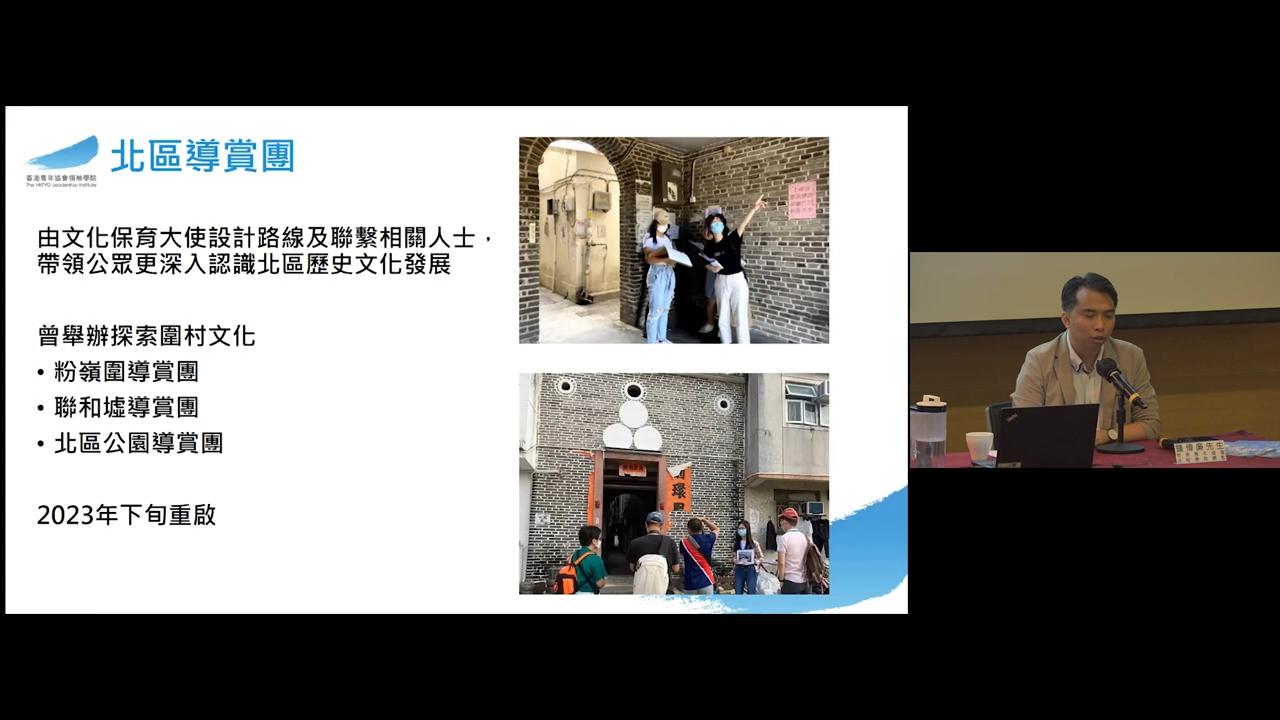 北區導賞團
香港青年協會領袖學院
The HKFYG Leadership Institute
由文化保育大使設計路線及聯繫相關人士，
帶領公眾更深入認識北區歷史文化發展
曾舉辦探索圍村文化
• 粉嶺圍導賞團
• 聯和墟導賞團
• 北區公園導賞團
2023年下旬重啟
ThinkPad